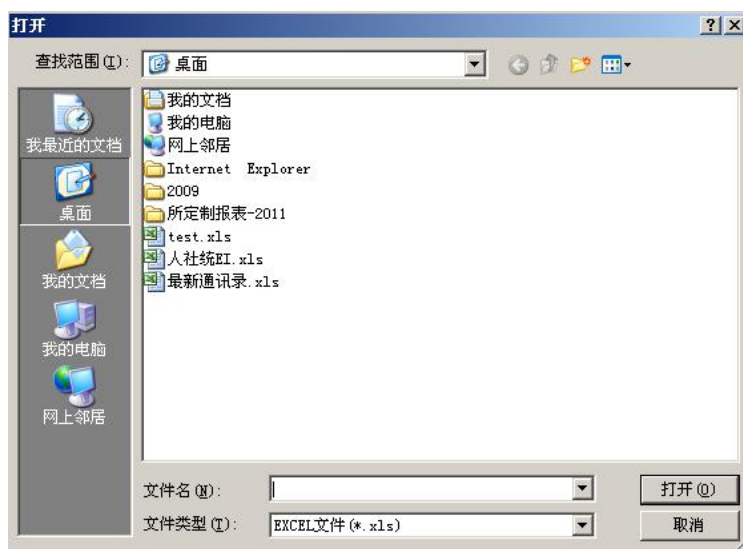 打开
查找范围(I): 桌面
我最近的文档
桌面
我的文档
我的电脑
网上邻居
我的文档
我的电脑
网上邻居
Internet Explorer
2009
所定制报表-2011
test.xls
人社统EI.xls
最新通讯录.xls
文件名(N):
打开(O)
文件类型(T): EXCEL文件(*.xls)
取消